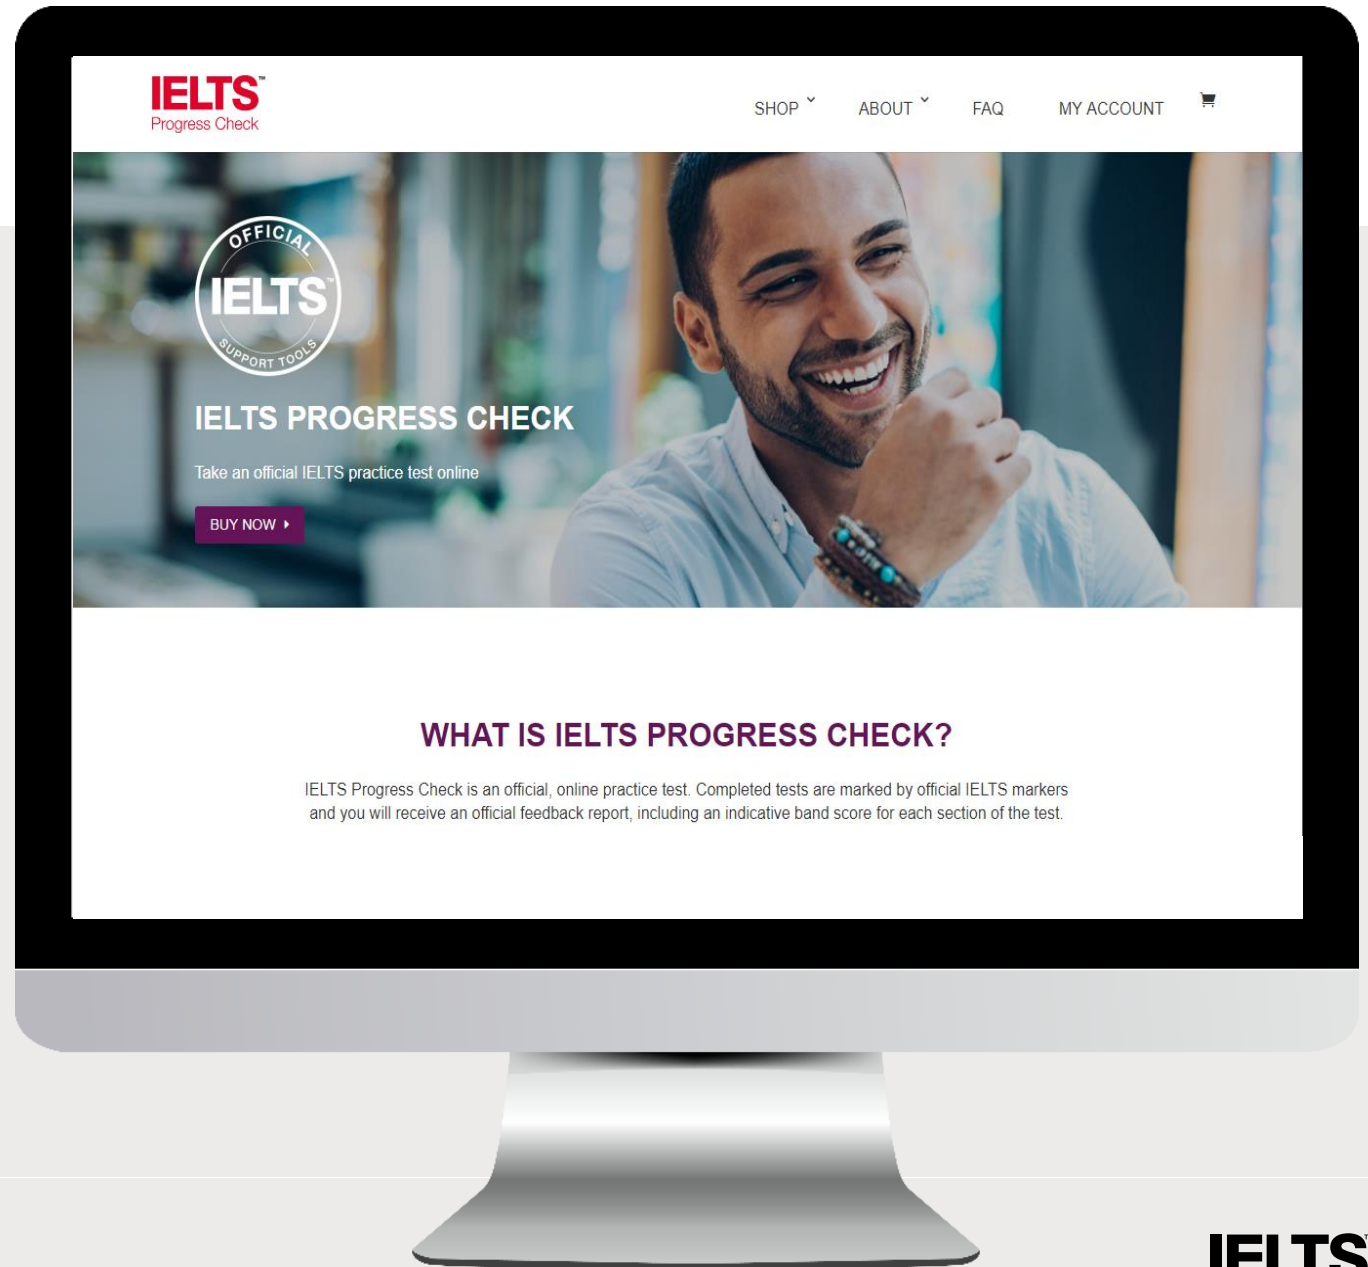 IELTS™
Progress Check
SHOP
ABOUT
FAQ
MY ACCOUNT
OFFICIAL
IELTS™
SUPPORT TOOLS
IELTS PROGRESS CHECK
Take an official IELTS practice test online
BUY NOW
WHAT IS IELTS PROGRESS CHECK?
IELTS Progress Check is an official, online practice test. Completed tests are marked by official IELTS markers
and you will receive an official feedback report, including an indicative band score for each section of the test.
IELTS